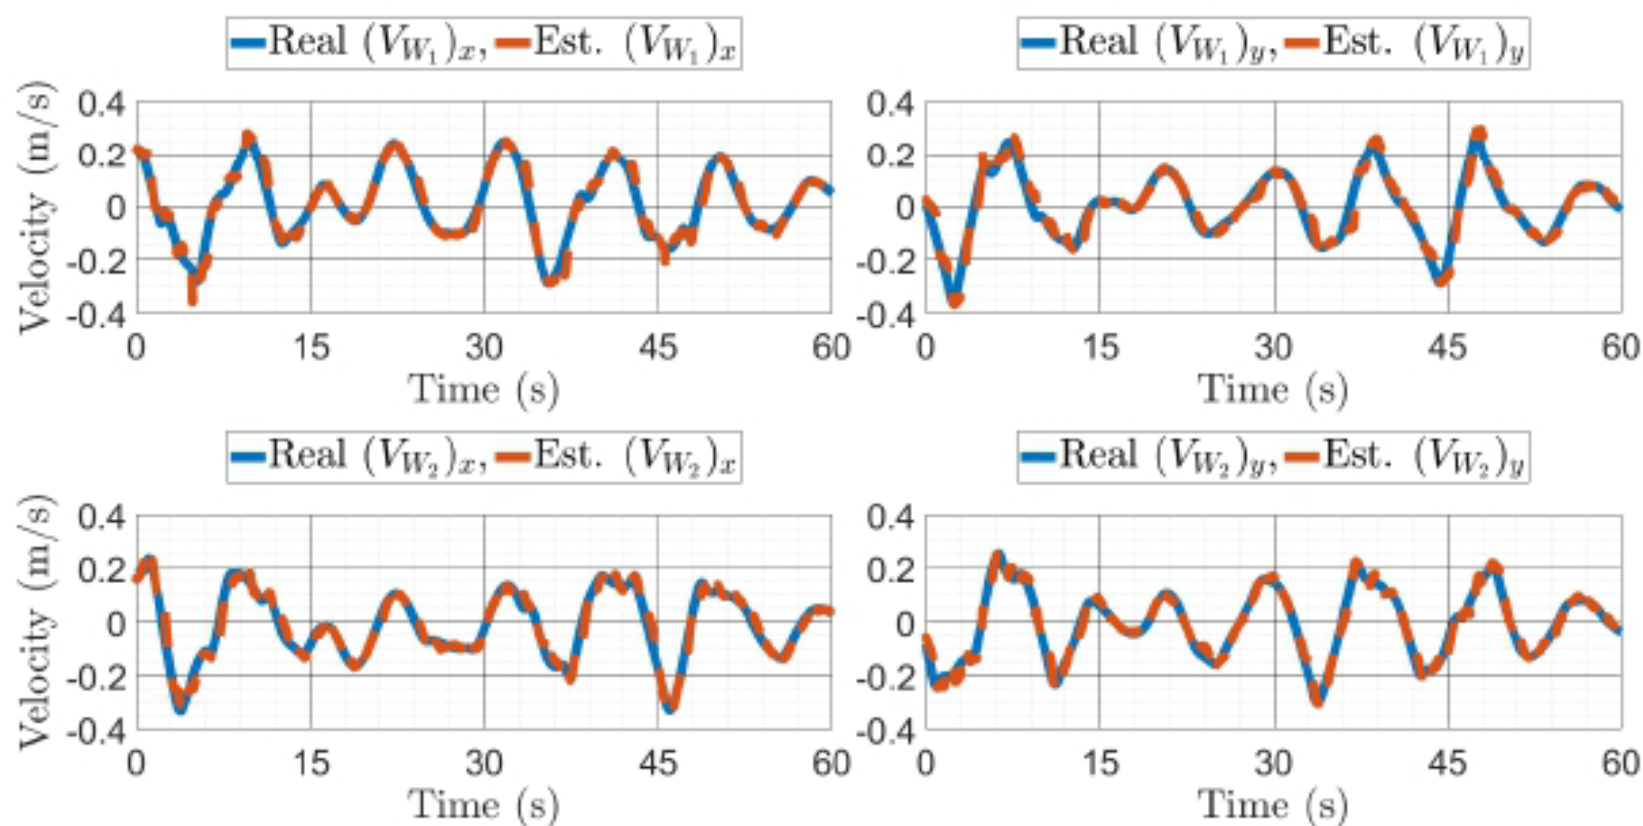 Real (V_{W_1})_x, Est. (V_{W_1})_x
Real (V_{W_1})_y, Est. (V_{W_1})_y
Velocity (m/s)
0.4
0.2
0
-0.2
-0.4
0 15 30 45 60
Time (s)
0.4
0.2
0
-0.2
-0.4
0 15 30 45 60
Time (s)
Real (V_{W_2})_x, Est. (V_{W_2})_x
Real (V_{W_2})_y, Est. (V_{W_2})_y
Velocity (m/s)
0.4
0.2
0
-0.2
-0.4
0 15 30 45 60
Time (s)
0.4
0.2
0
-0.2
-0.4
0 15 30 45 60
Time (s)